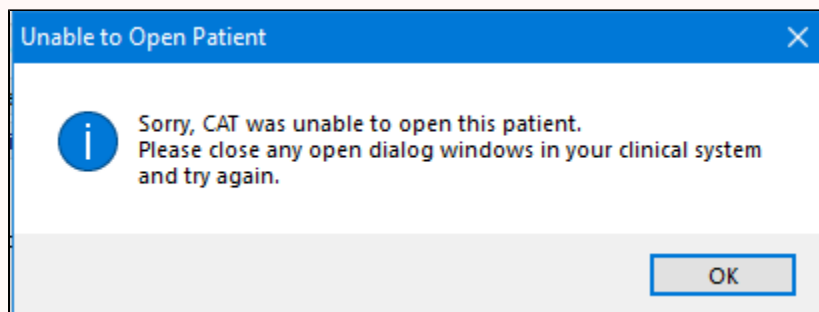 Unable to Open Patient
Sorry, CAT was unable to open this patient.
Please close any open dialog windows in your clinical system
and try again.
OK